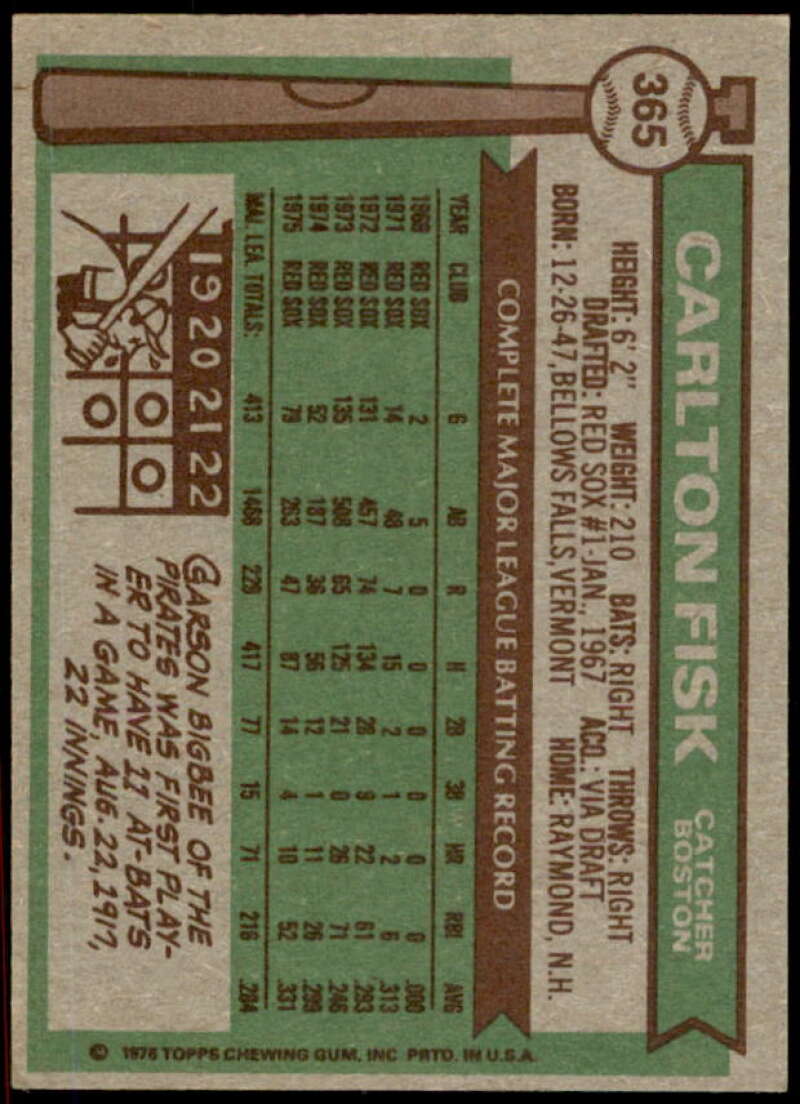 365
CARLTON FISK
CATCHER
BOSTON
HEIGHT: 6'2" WEIGHT: 210 BATS: RIGHT THROWS: RIGHT
DRAFTED: RED SOX #1-JAN., 1967 ACQ.: VIA DRAFT
BORN: 12-26-47, BELLOWS FALLS, VERMONT HOME: RAYMOND, N.H.
COMPLETE MAJOR LEAGUE BATTING RECORD
YEAR CLUB G AB R H 2B 3B HR RBI AVG
1969 RED SOX 2 5 0 0 0 0 0 0 .000
1971 RED SOX 14 48 7 15 2 1 2 6 .313
1972 RED SOX 131 457 74 134 28 9 22 61 .293
1973 RED SOX 135 508 65 125 21 0 26 71 .246
1974 RED SOX 52 187 36 56 12 1 11 26 .299
1975 RED SOX 79 263 47 87 14 4 10 52 .331
MAJ. LEA. TOTALS: 413 1468 229 417 77 15 71 216 .284
19 20 21 22
0 0
0
GARSON BIGBEE OF THE
PIRATES WAS FIRST PLAY-
ER TO HAVE 11 AT-BATS
IN A GAME, AUG. 22, 1917,
22 INNINGS.
© 1976 TOPPS CHEWING GUM, INC PRTD. IN U.S.A.